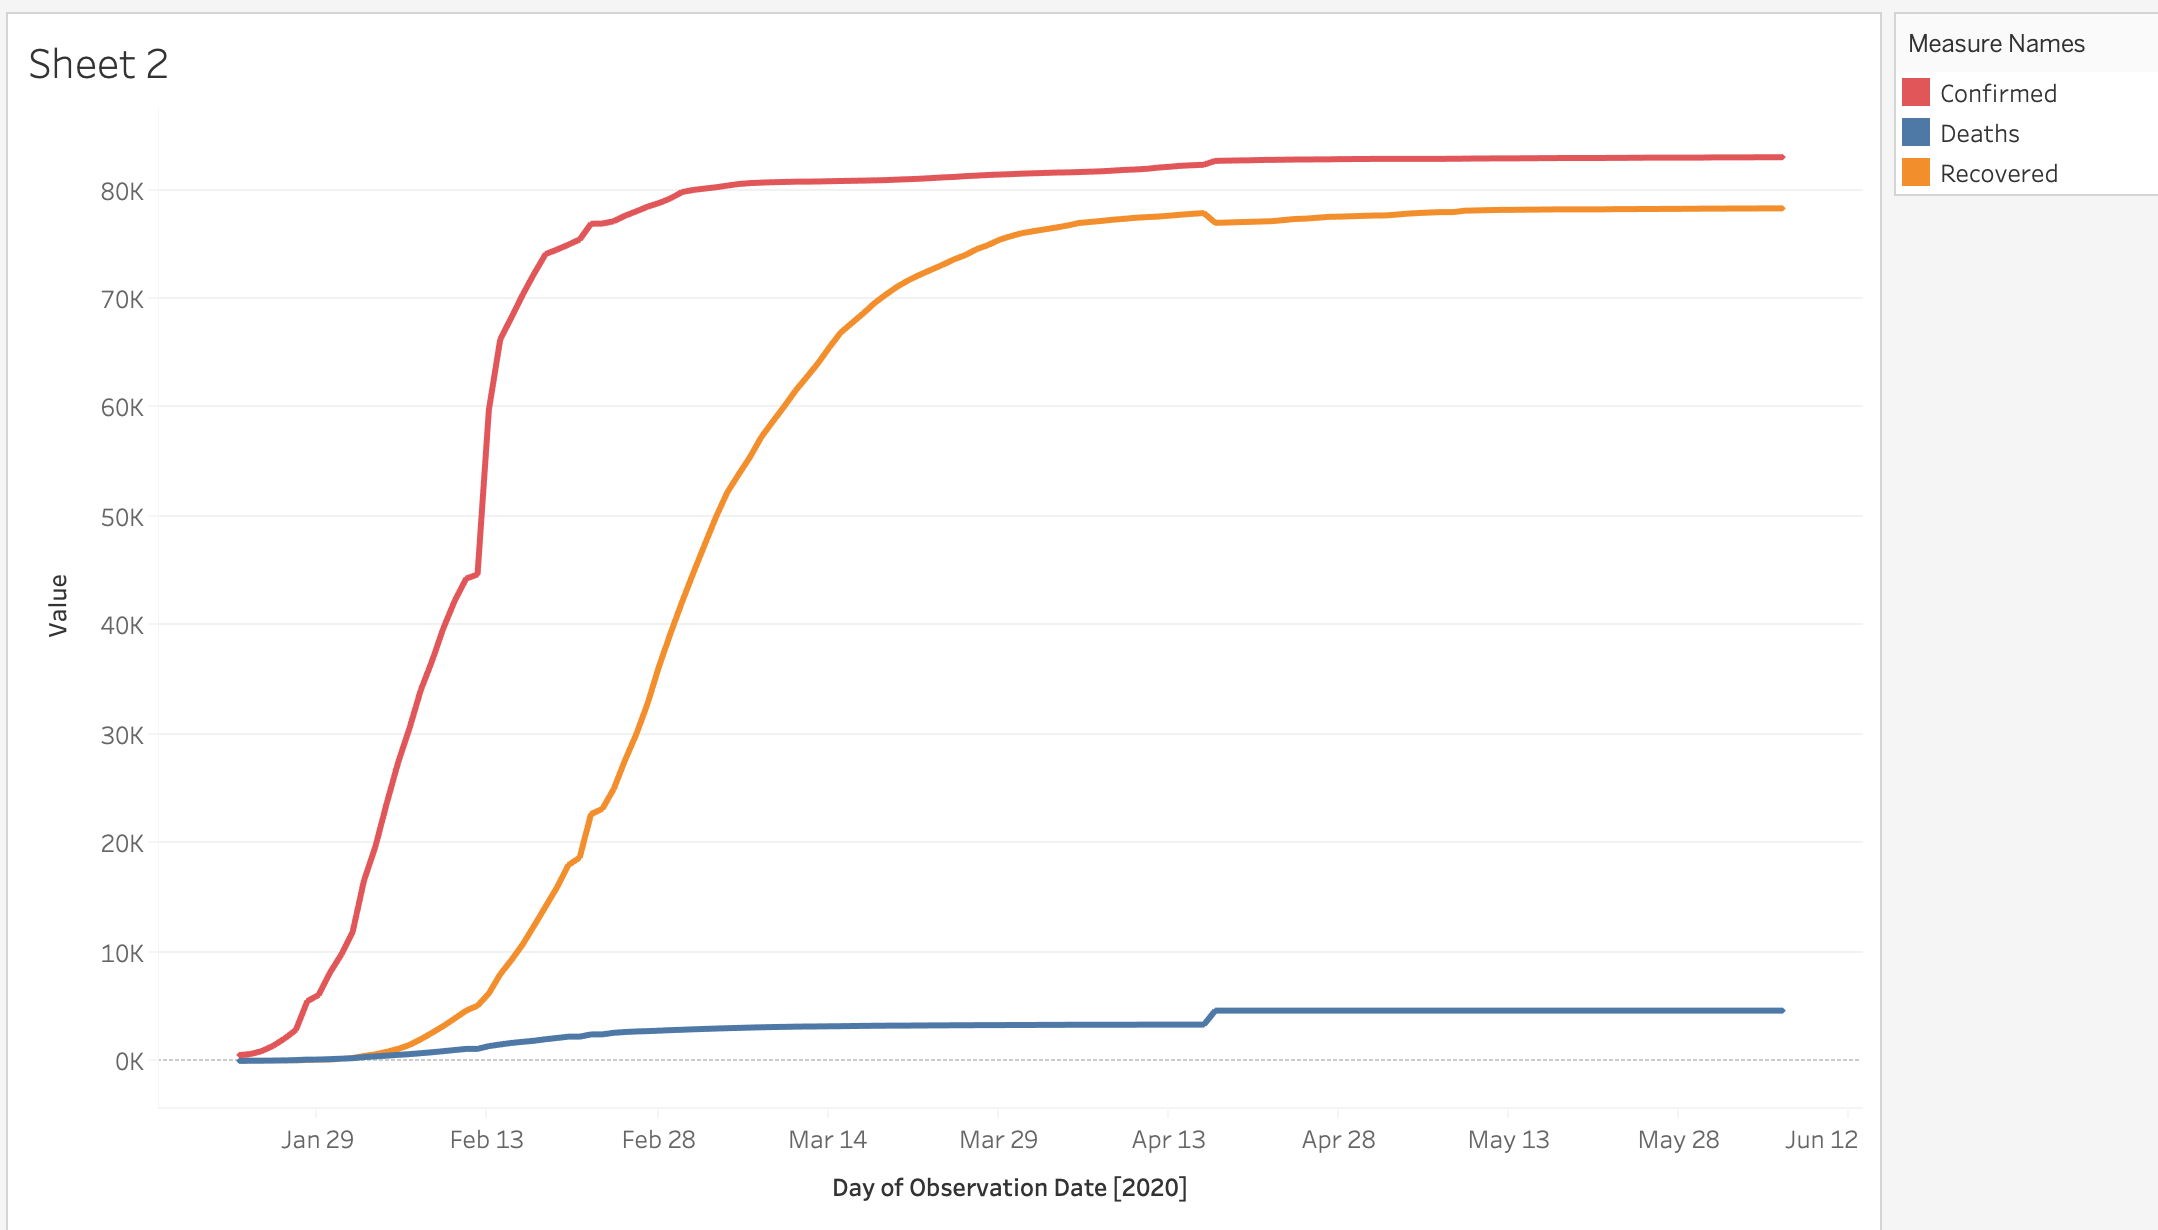 Sheet 2
Measure Names
Confirmed
Deaths
Recovered
Value
80K
70K
60K
50K
40K
30K
20K
10K
0K
Jan 29 Feb 13 Feb 28 Mar 14 Mar 29 Apr 13 Apr 28 May 13 May 28 Jun 12
Day of Observation Date [2020]